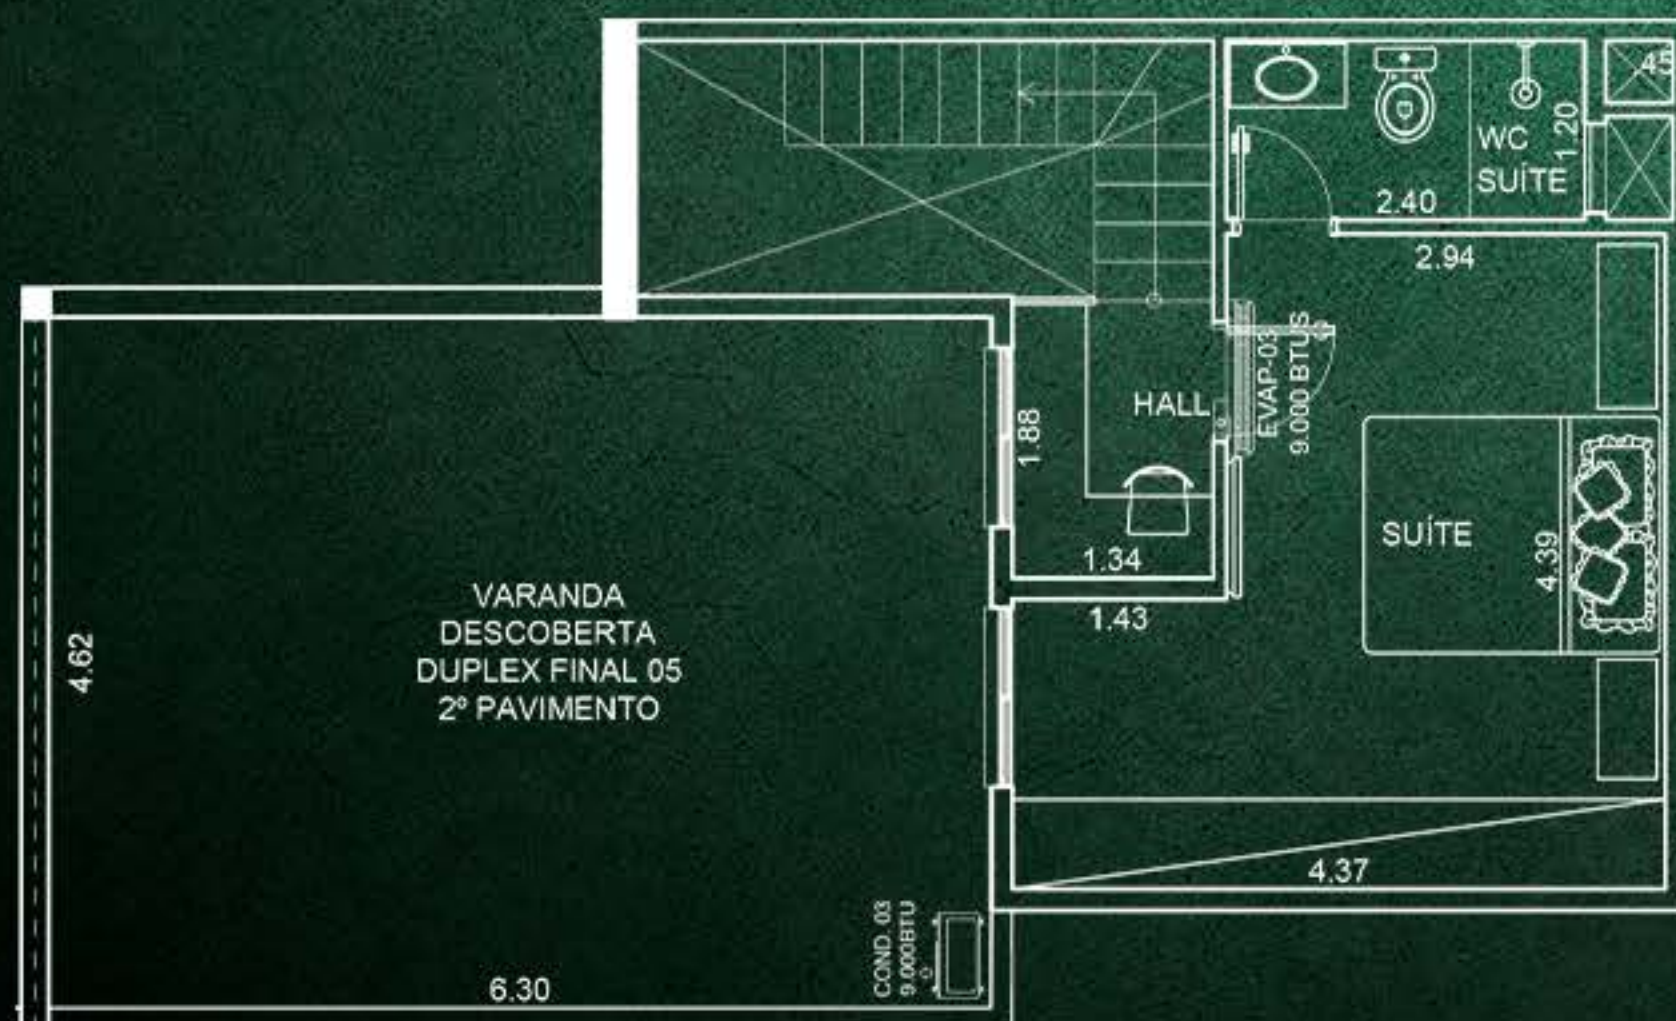 .45
WC
SUÍTE
1.20
2.40
2.94
EVAP-03
9.000 BTU'S
HALL
1.88
1.34
1.43
SUÍTE
4.39
VARANDA
DESCOBERTA
DUPLEX FINAL 05
2º PAVIMENTO
4.62
4.37
COND. 03
9.000BTU
6.30